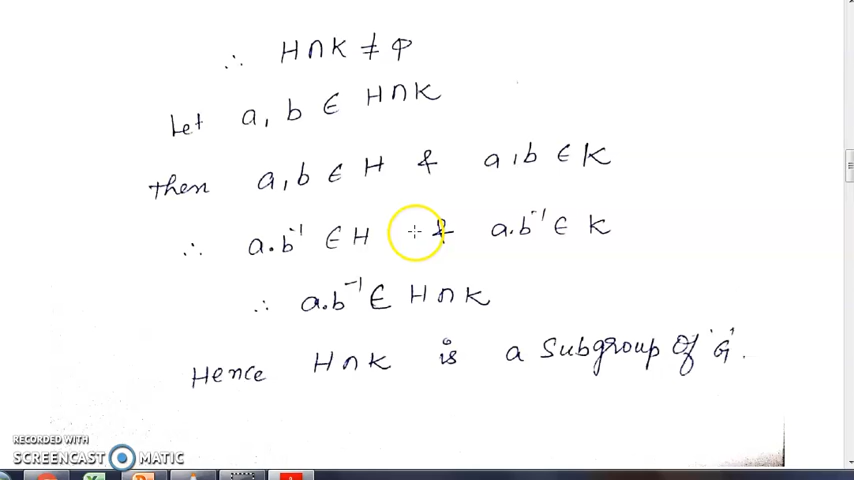 ∴ H∩K ≠ φ
Let a, b ∈ H∩K
then a, b ∈ H & a, b ∈ K
∴ a.b⁻¹ ∈ H & a.b⁻¹ ∈ K
∴ a.b⁻¹ ∈ H∩K
Hence H∩K is a Subgroup of 'G'.
RECORDED WITH
SCREENCAST MATIC